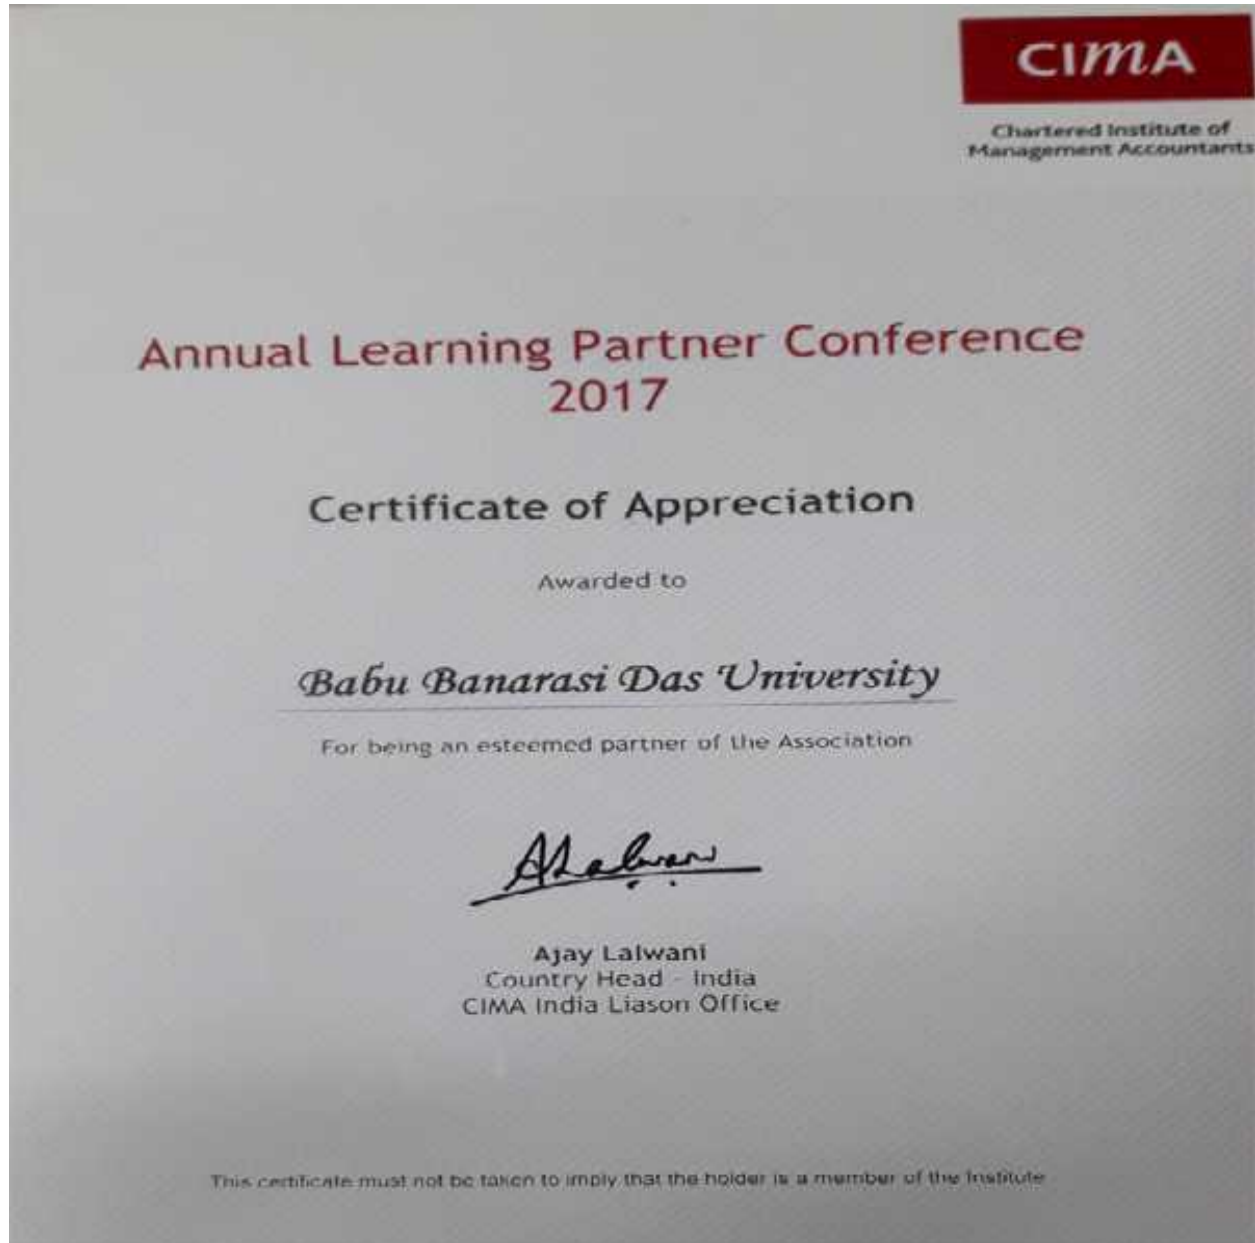 CIMA
Chartered Institute of
Management Accountants
Annual Learning Partner Conference
2017
Certificate of Appreciation
Awarded to
Babu Banarasi Das University
For being an esteemed partner of the Association
ALalwani
Ajay Lalwani
Country Head - India
CIMA India Liason Office
This certificate must not be taken to imply that the holder is a member of the Institute